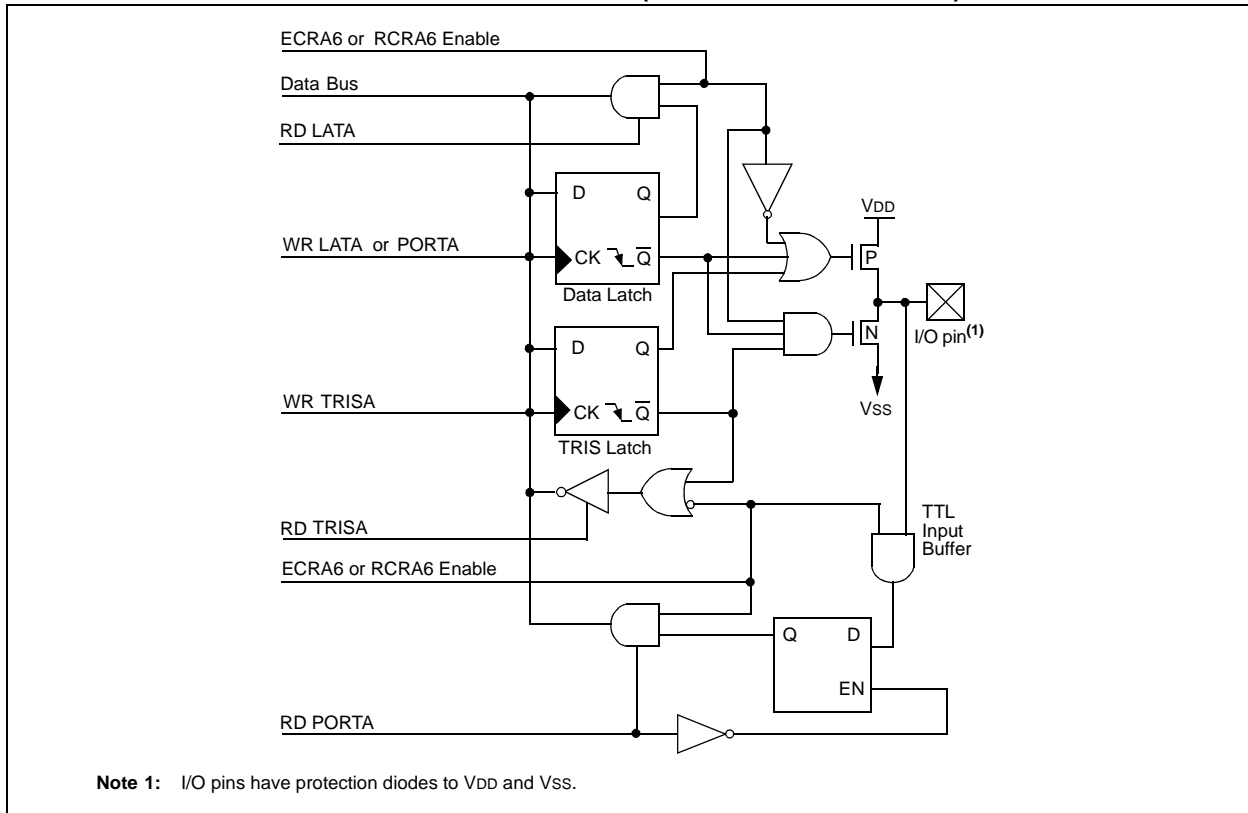 ECRA6 or RCRA6 Enable
Data Bus
RD LATA
D Q
VDD
WR LATA or PORTA
CK Q
P
Data Latch
I/O pin(1)
N
D Q
WR TRISA
CK Q
VSS
TRIS Latch
TTL
Input
Buffer
RD TRISA
ECRA6 or RCRA6 Enable
Q D
EN
RD PORTA
Note 1: I/O pins have protection diodes to VDD and VSS.